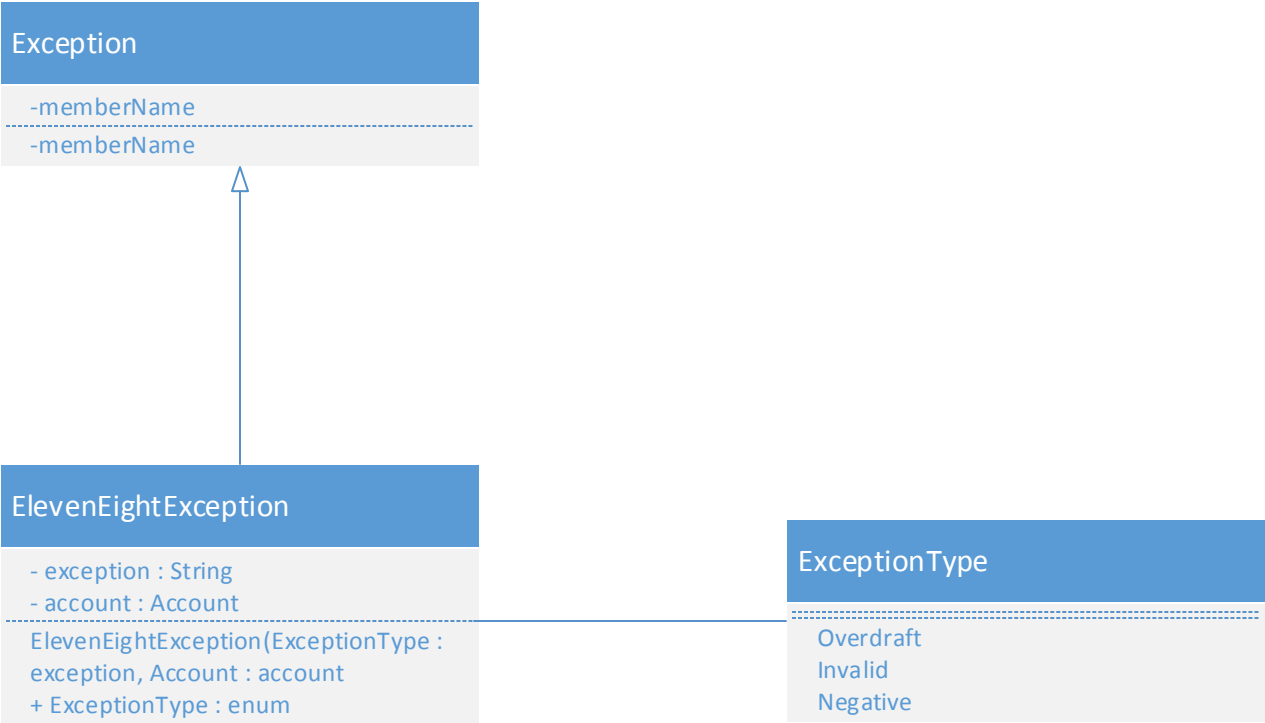 Exception
-memberName
-memberName
ElevenEightException
- exception : String
- account : Account
ElevenEightException(ExceptionType :
exception, Account : account
+ ExceptionType : enum
ExceptionType
Overdraft
Invalid
Negative